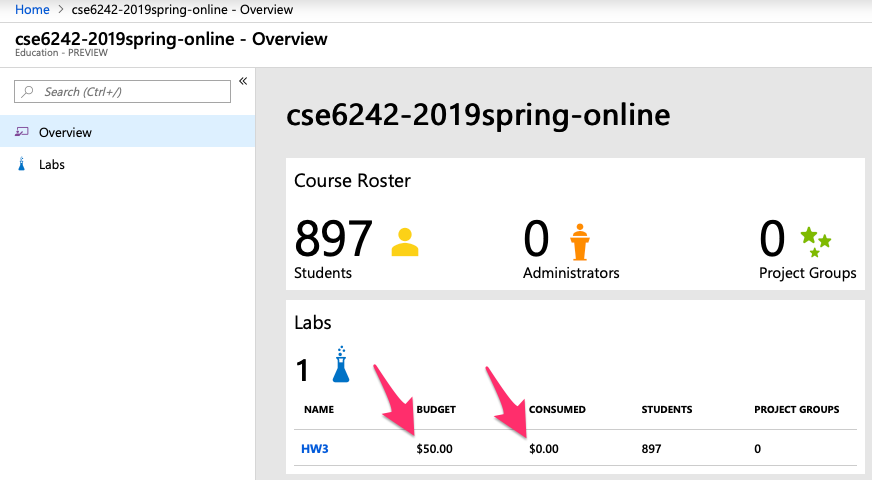 Home > cse6242-2019spring-online - Overview
cse6242-2019spring-online - Overview
Education - PREVIEW
Search (Ctrl+/)
«
Overview
Labs
cse6242-2019spring-online
Course Roster
897 0 0
Students Administrators Project Groups
Labs
1
NAME BUDGET CONSUMED STUDENTS PROJECT GROUPS
HW3 $50.00 $0.00 897 0